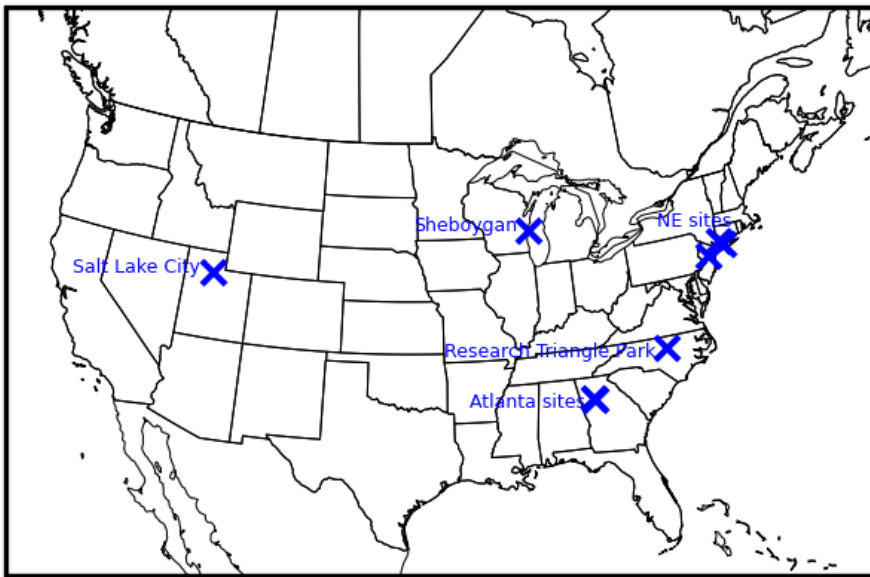 NE sites
Sheboygan
Salt Lake City
Research Triangle Park
Atlanta sites